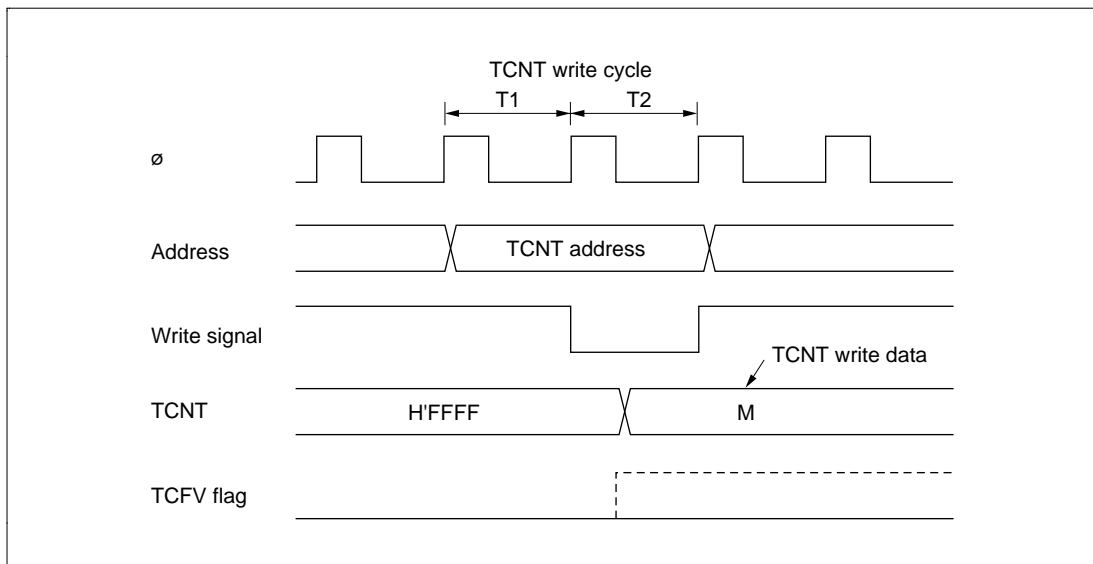 TCNT write cycle
T1 T2
ø
Address TCNT address
Write signal
TCNT write data
TCNT H'FFFF M
TCFV flag